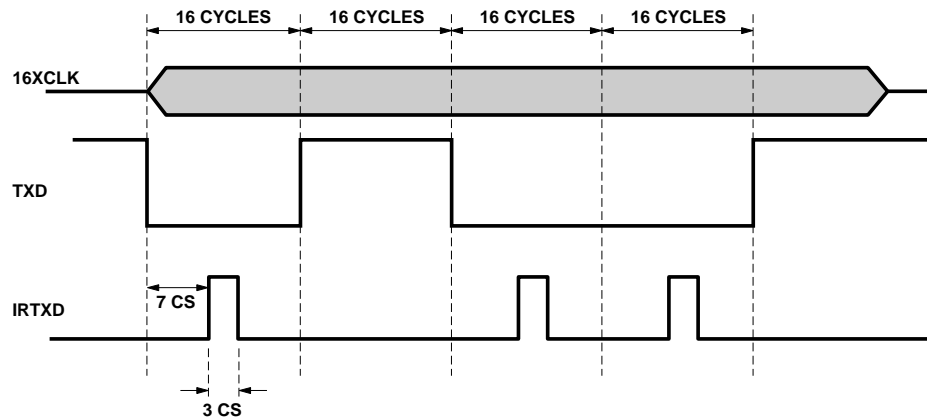 16 CYCLES 16 CYCLES 16 CYCLES 16 CYCLES
16XCLK
TXD
7 CS
IRTXD
3 CS